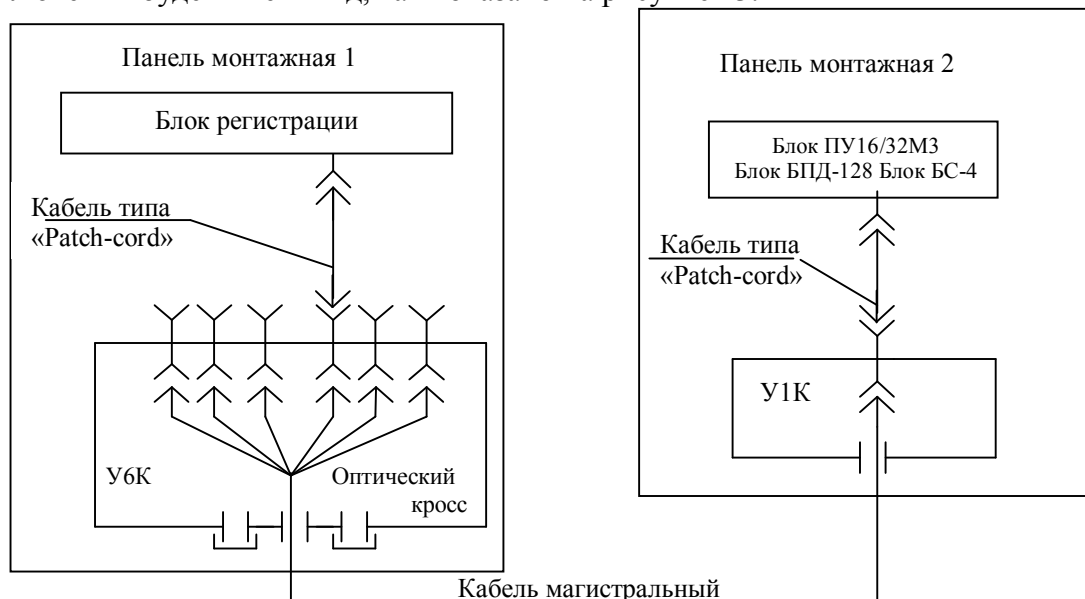 Панель монтажная 1
Блок регистрации
Кабель типа
«Patch-cord»
У6К
Оптический
кросс
Панель монтажная 2
Блок ПУ16/32М3
Блок БПД-128 Блок БС-4
Кабель типа
«Patch-cord»
У1К
Кабель магистральный